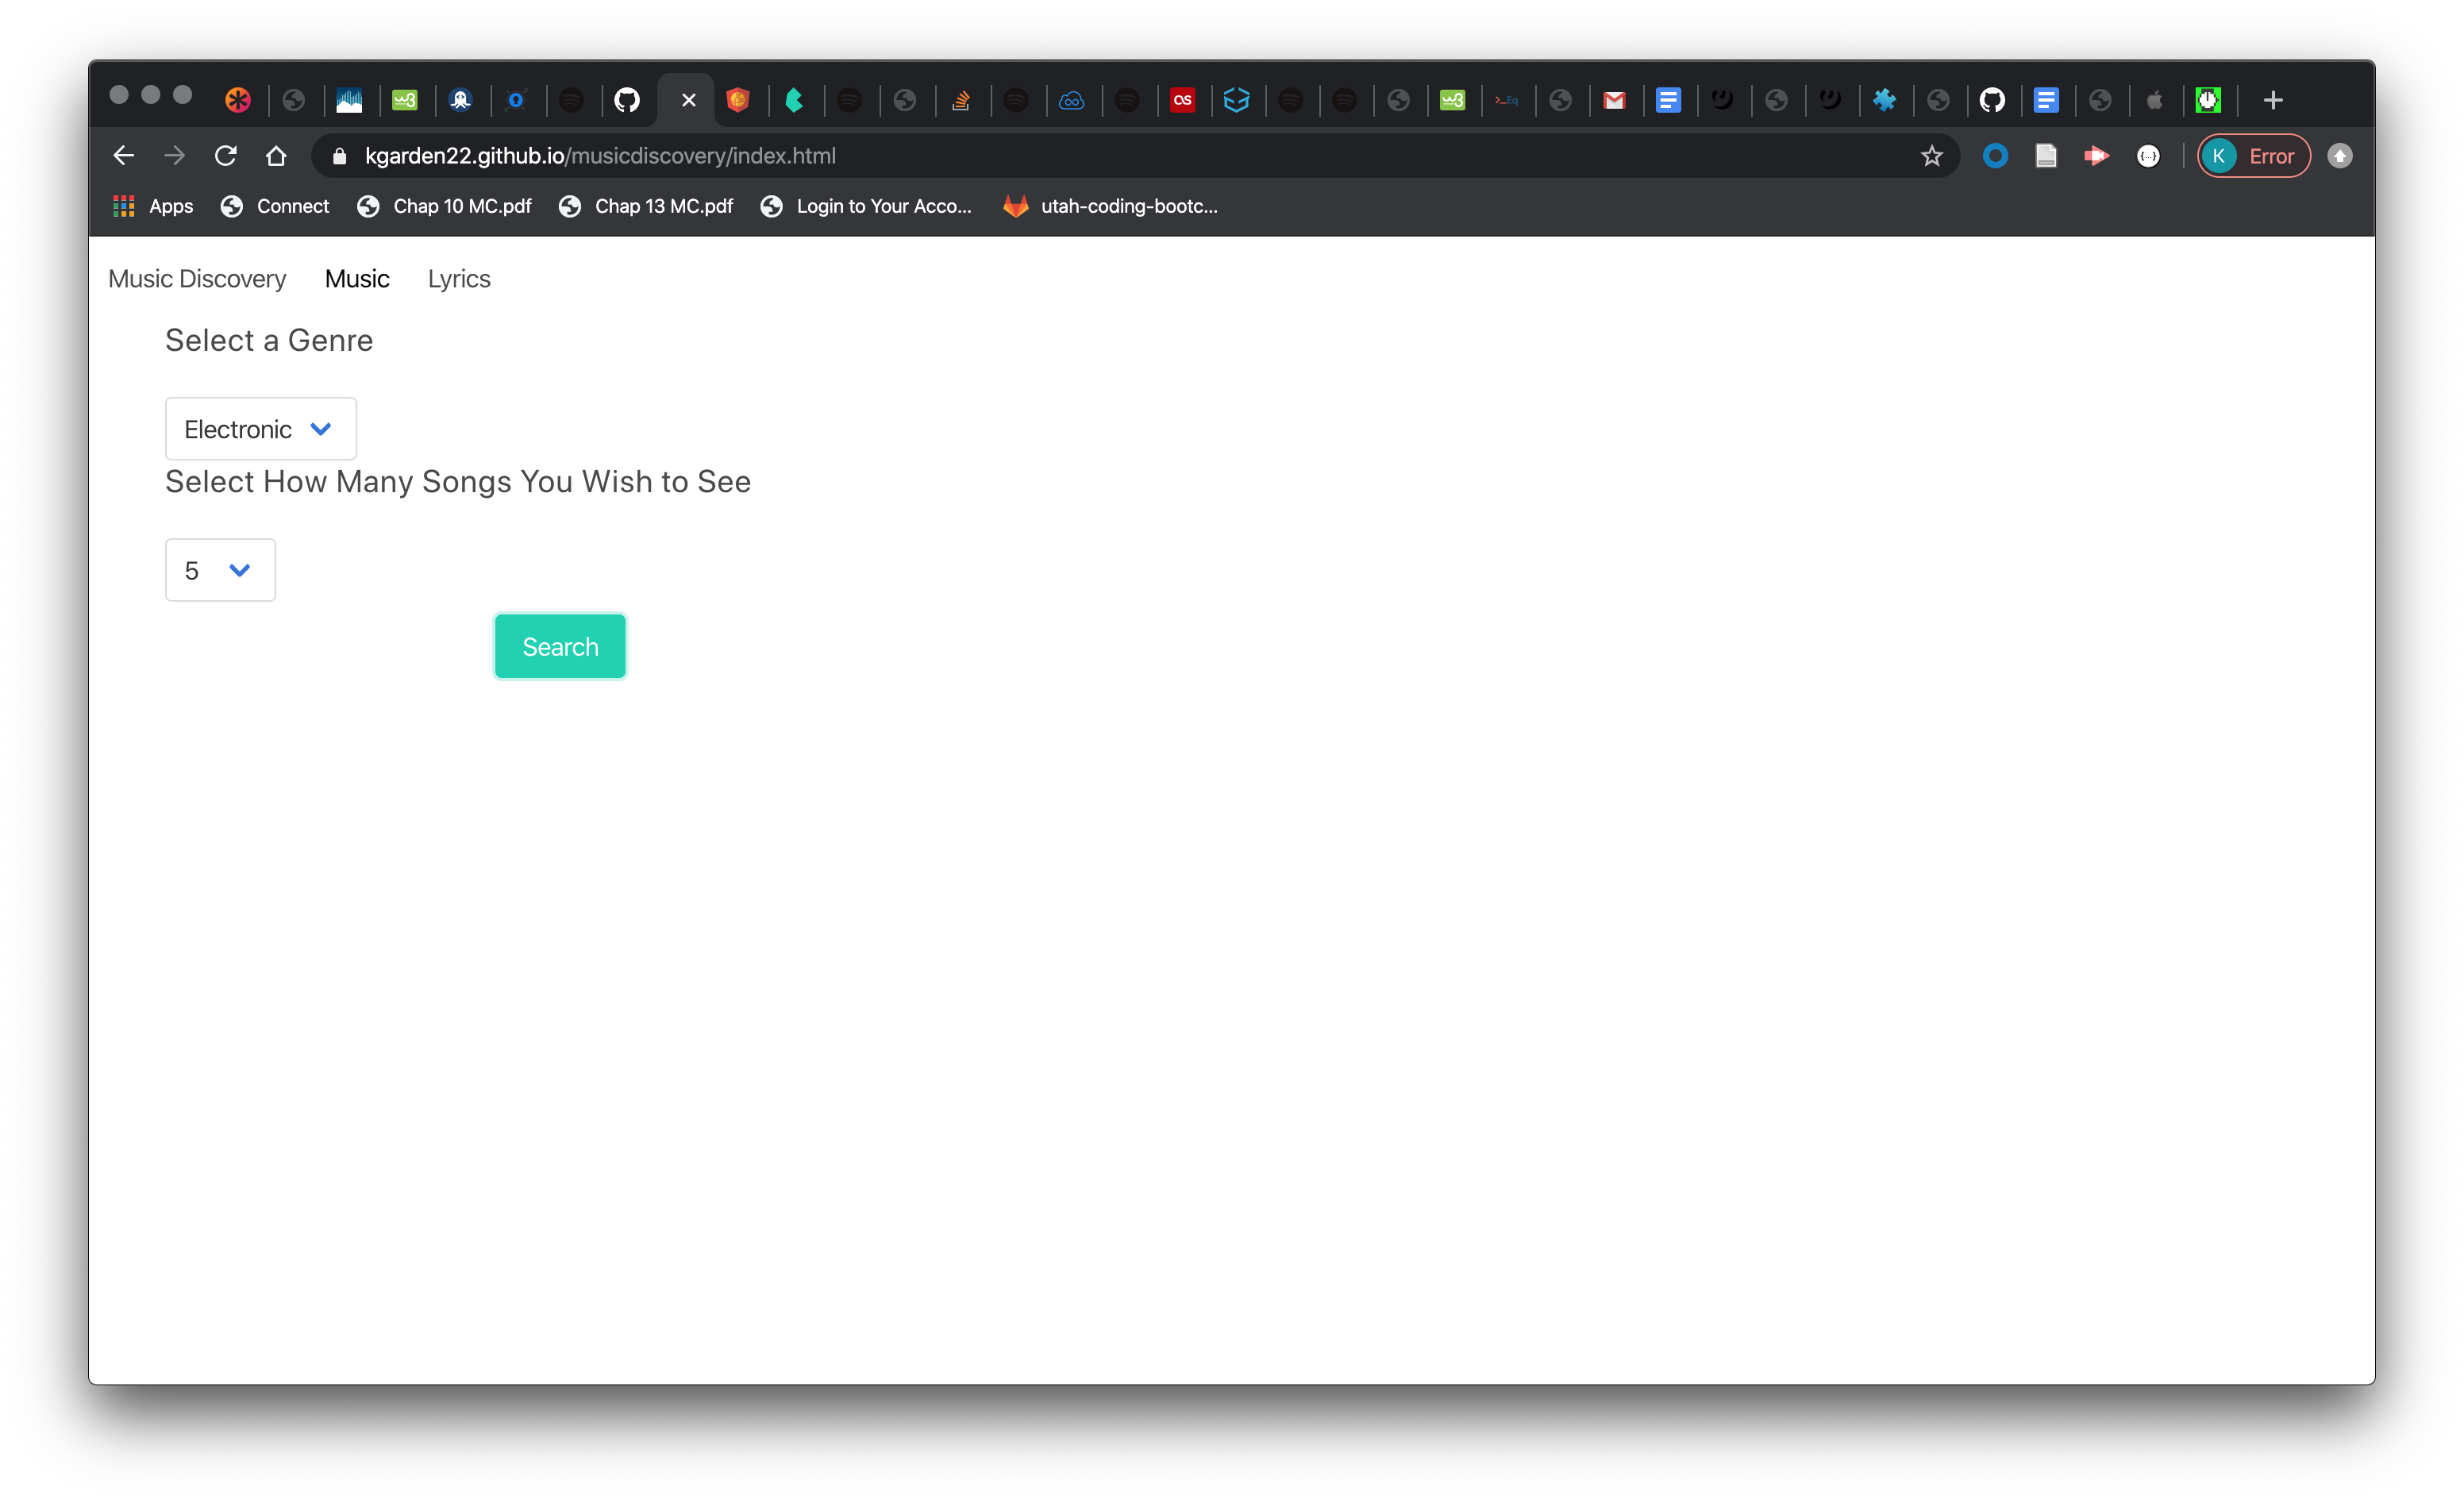 kgarden22.github.io/musicdiscovery/index.html
K Error
Apps Connect Chap 10 MC.pdf Chap 13 MC.pdf Login to Your Acco... utah-coding-bootc...
Music Discovery Music Lyrics
Select a Genre
Electronic
Select How Many Songs You Wish to See
5
Search